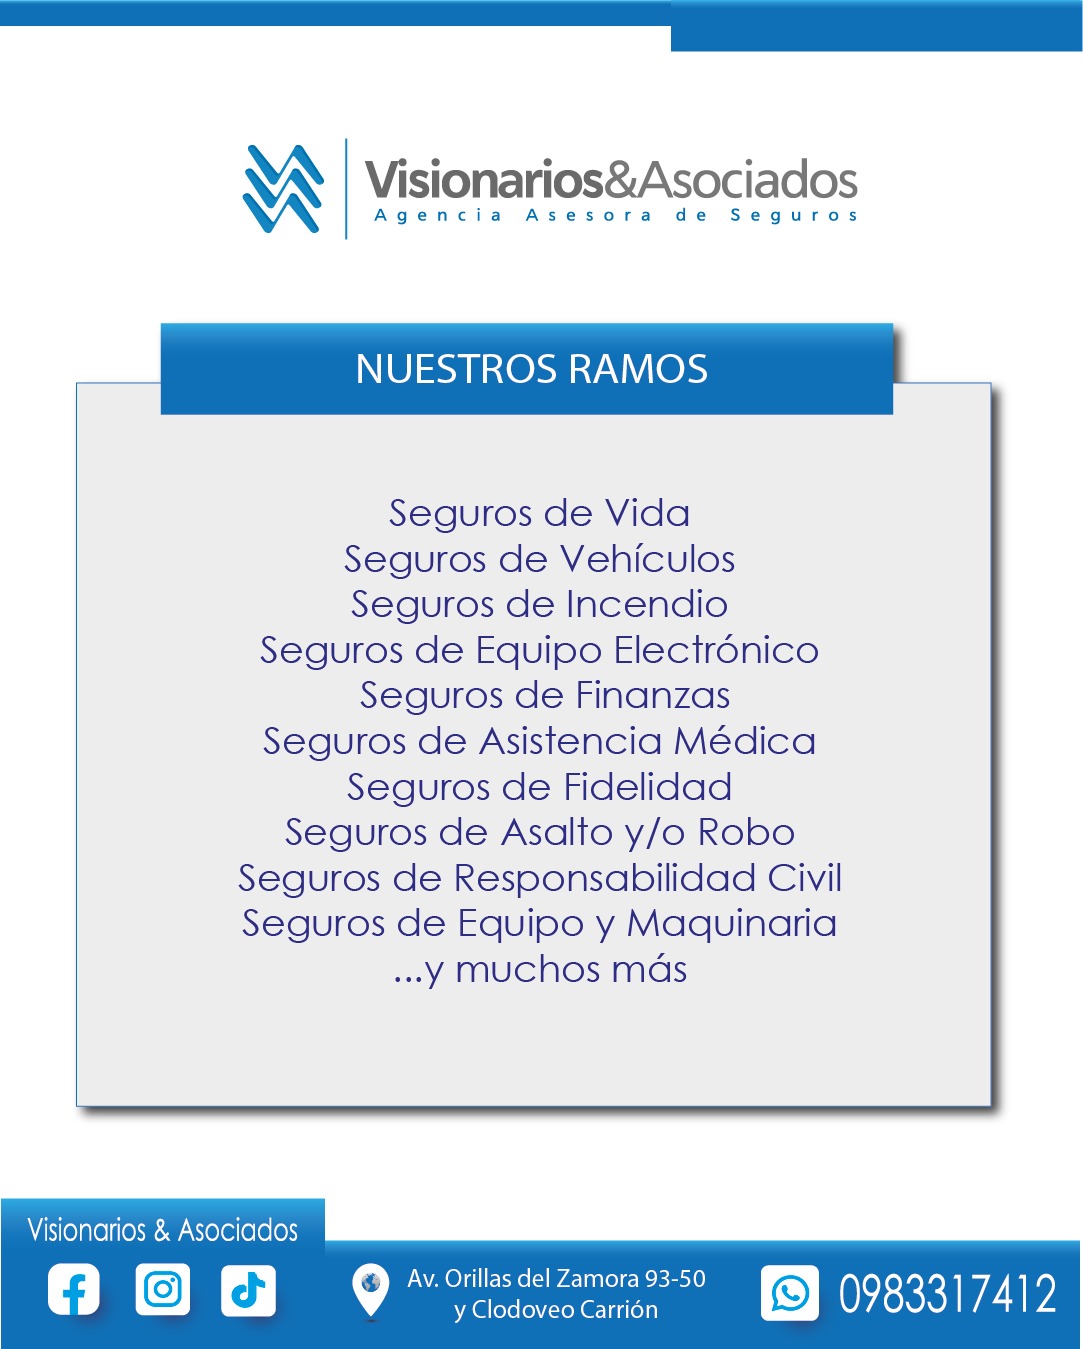 Visionarios&Asociados
Agencia Asesora de Seguros
NUESTROS RAMOS
Seguros de Vida
Seguros de Vehículos
Seguros de Incendio
Seguros de Equipo Electrónico
Seguros de Finanzas
Seguros de Asistencia Médica
Seguros de Fidelidad
Seguros de Asalto y/o Robo
Seguros de Responsabilidad Civil
Seguros de Equipo y Maquinaria
...y muchos más
Visionarios & Asociados
Av. Orillas del Zamora 93-50
y Clodoveo Carrión
0983317412